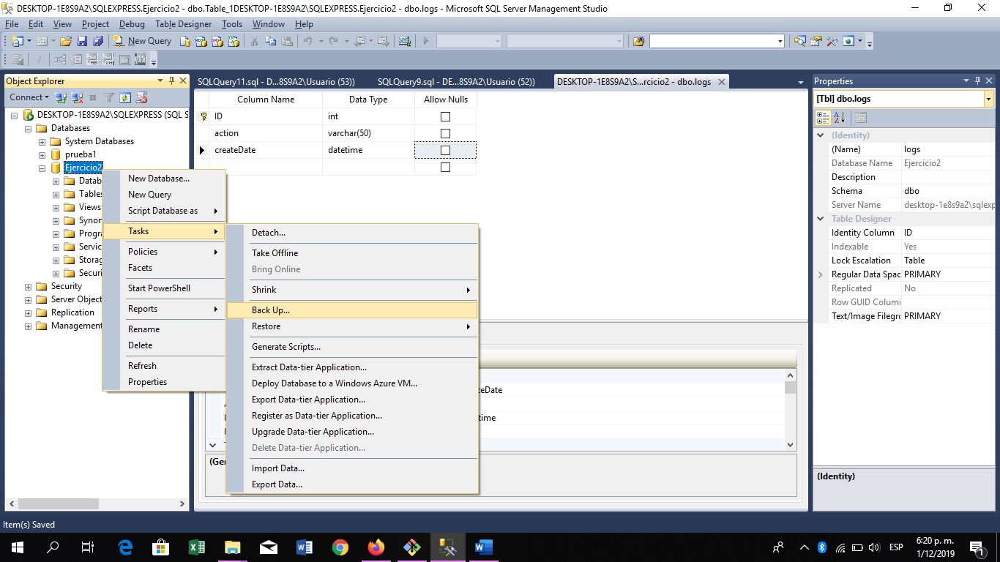 DESKTOP-1E8S9A2\SQLEXPRESS.Ejercicio2 - dbo.Table_1DESKTOP-1E8S9A2\SQLEXPRESS.Ejercicio2 - dbo.logs - Microsoft SQL Server Management Studio
File Edit View Project Debug Table Designer Tools Window Help
New Query
Object Explorer
SQLQuery11.sql - D...8S9A2\Usuario (53))
SQLQuery9.sql - DE...8S9A2\Usuario (52))
DESKTOP-1E8S9A2\S...rcicio2 - dbo.logs
Properties
Connect
DESKTOP-1E8S9A2\SQLEXPRESS (SQL S
Databases
System Databases
prueba1
Ejercicio2
Datab
Tables
Views
Synon
Progra
Servic
Storag
Securi
Security
Server Object
Replication
Management
New Database...
New Query
Script Database as
Tasks
Policies
Facets
Start PowerShell
Reports
Rename
Delete
Refresh
Properties
Detach...
Take Offline
Bring Online
Shrink
Back Up...
Restore
Generate Scripts...
Extract Data-tier Application...
Deploy Database to a Windows Azure VM...
Export Data-tier Application...
Register as Data-tier Application...
Upgrade Data-tier Application...
Delete Data-tier Application...
Import Data...
Export Data...
Column Name Data Type Allow Nulls
ID int
action varchar(50)
createDate datetime
teDate
time
(Gen
[Tbl] dbo.logs
(Identity)
(Name) logs
Database Name Ejercicio2
Description
Schema dbo
Server Name desktop-1e8s9a2\sqlexp
Table Designer
Identity Column ID
Indexable Yes
Lock Escalation Table
Regular Data Spac PRIMARY
Replicated No
Row GUID Colum
Text/Image Filegro PRIMARY
(Identity)
Item(s) Saved
ESP
6:20 p. m.
1/12/2019
1